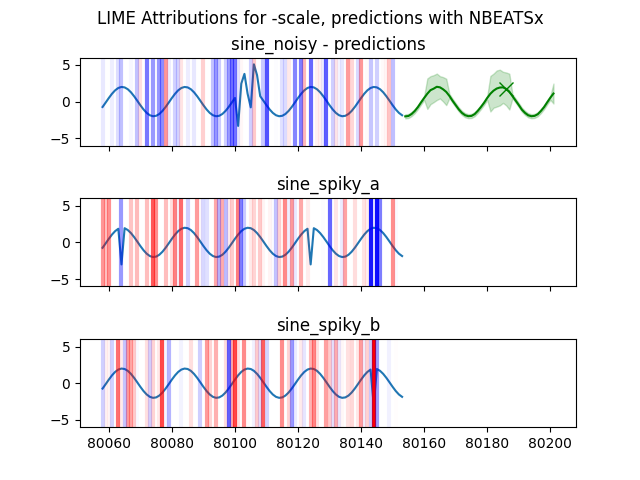 LIME Attributions for -scale, predictions with NBEATSx
sine_noisy - predictions
5
0
−5
sine_spiky_a
5
0
−5
sine_spiky_b
5
0
−5
80060 80080 80100 80120 80140 80160 80180 80200